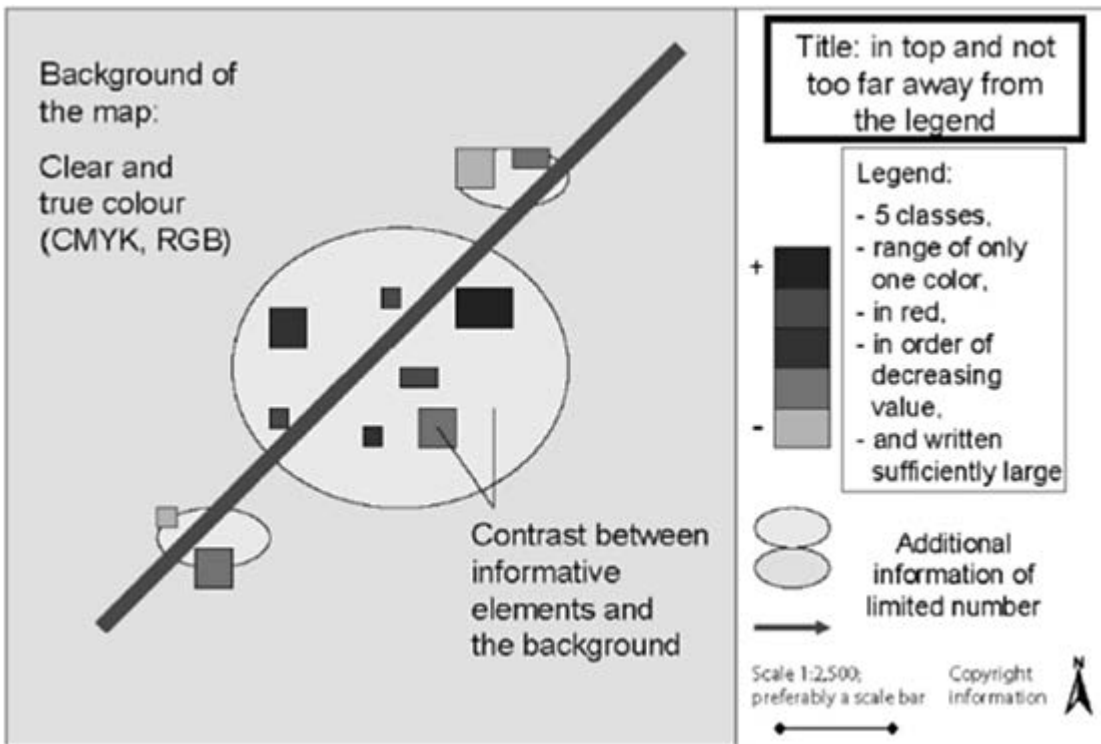 Background of
the map:
Clear and
true colour
(CMYK, RGB)
Contrast between
informative
elements and
the background
Title: in top and not
too far away from
the legend
Legend:
- 5 classes,
- range of only
one color,
- in red,
- in order of
decreasing
value,
- and written
sufficiently large
+
-
Additional
information of
limited number
Scale 1:2,500;
preferably a scale bar
Copyright
information
N